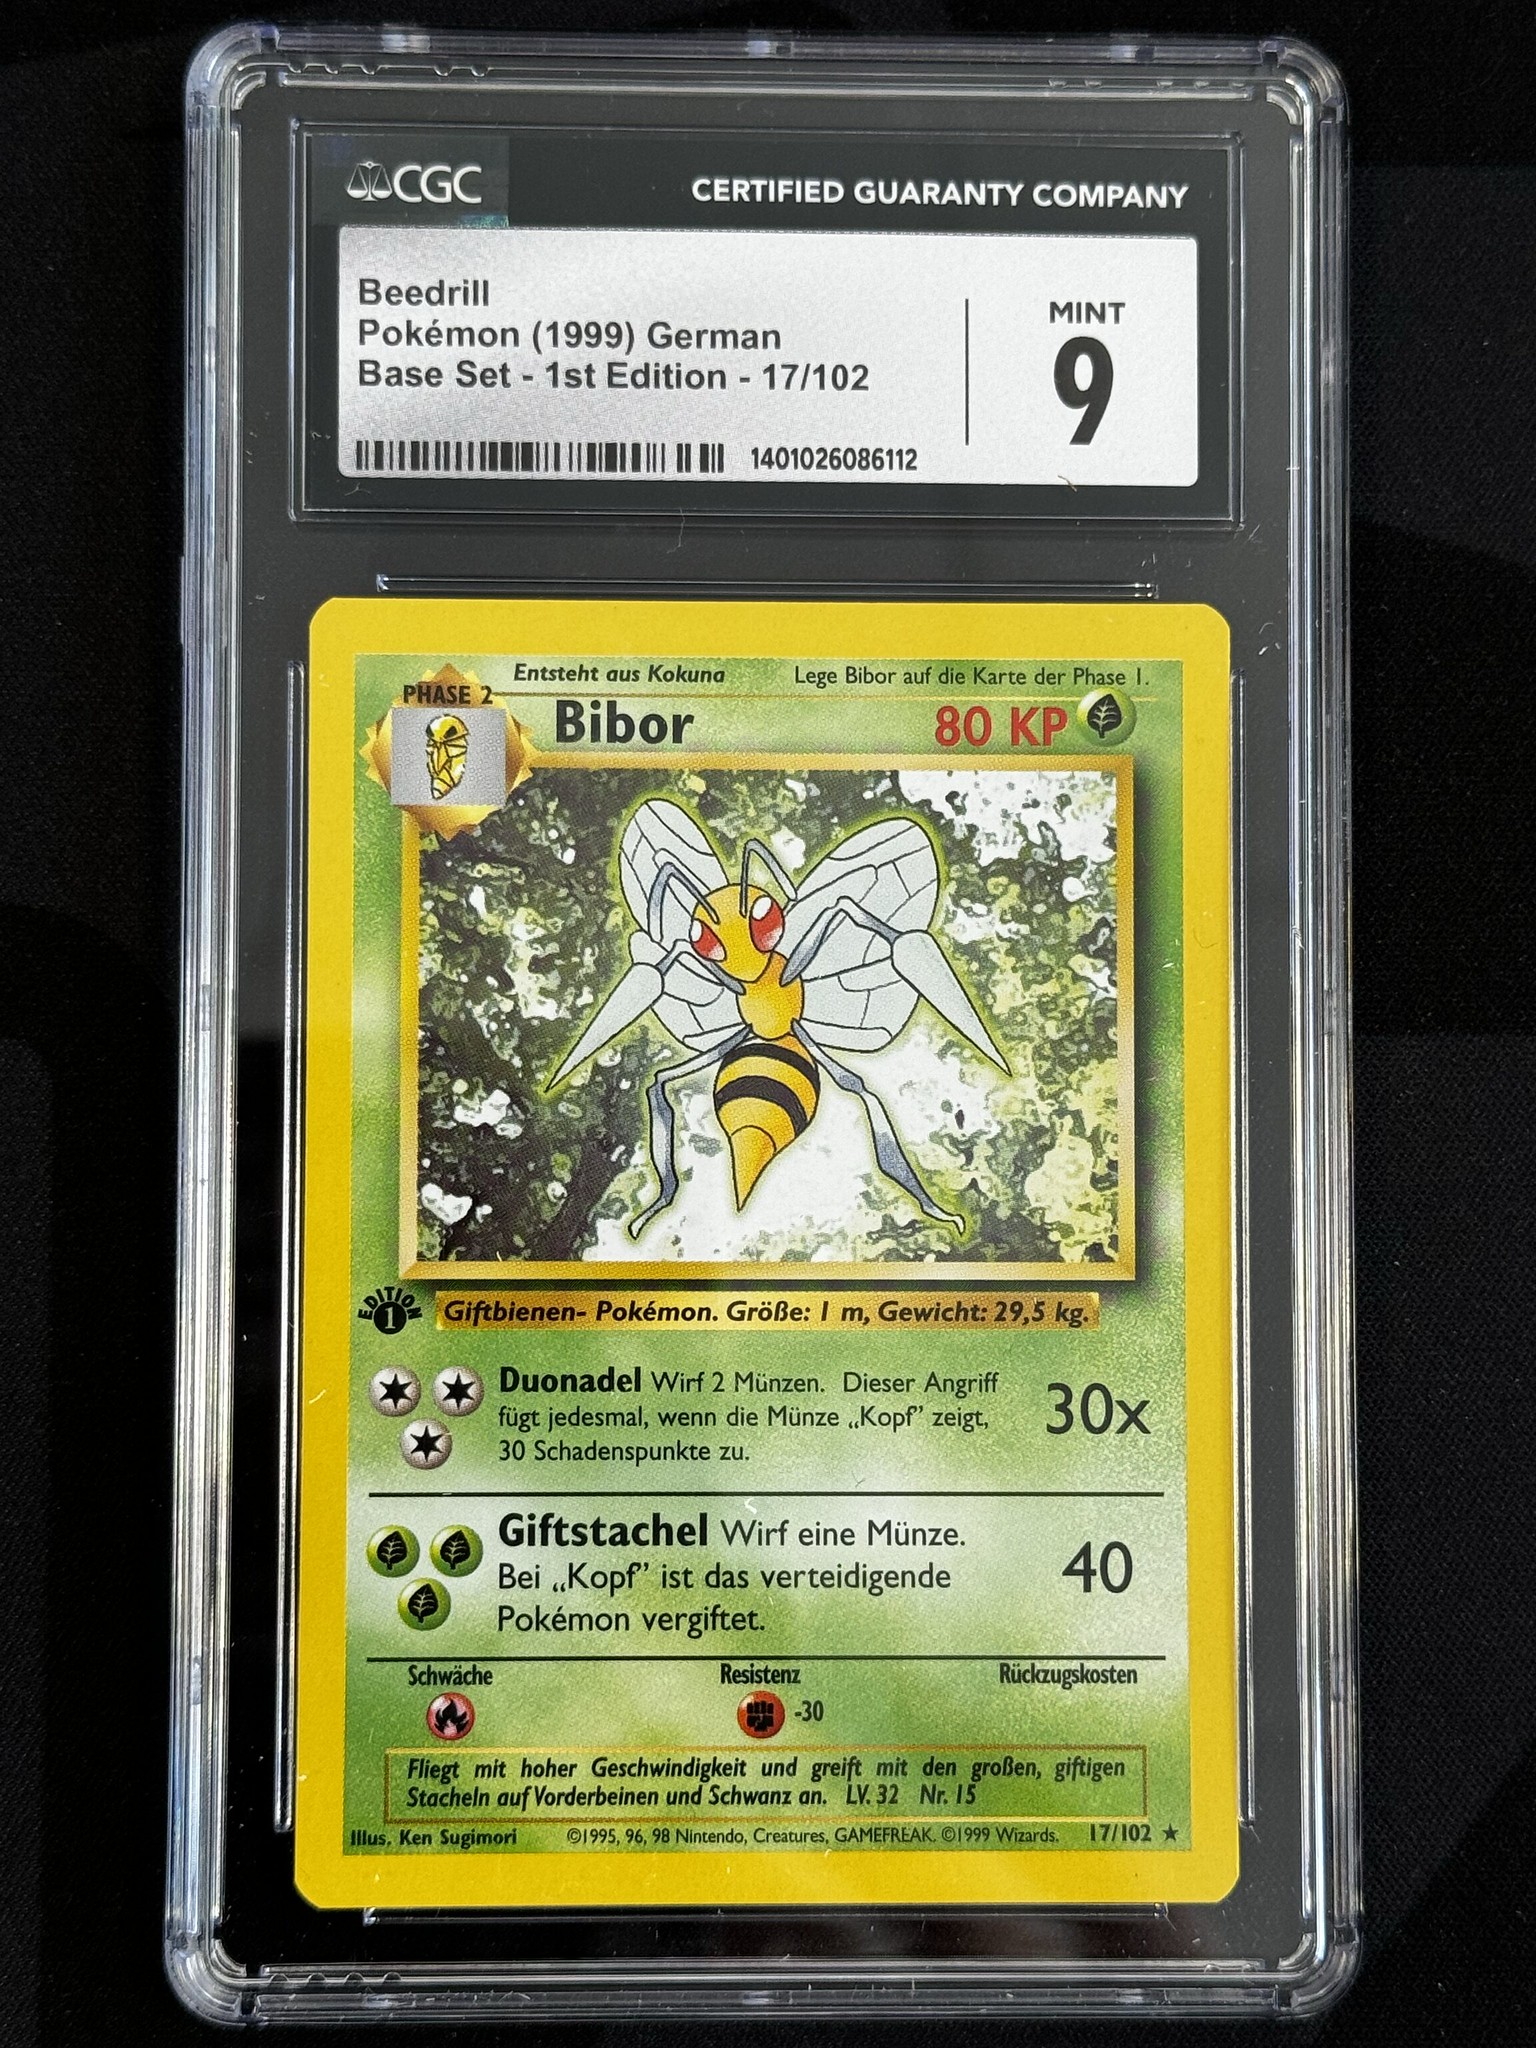 CGC
CERTIFIED GUARANTY COMPANY
Beedrill
Pokémon (1999) German
Base Set - 1st Edition - 17/102
1401026086112
MINT
9
Entsteht aus Kokuna
Lege Bibor auf die Karte der Phase 1.
PHASE 2
Bibor
80 KP
EDITION
1
Giftbienen- Pokémon. Größe: 1 m, Gewicht: 29,5 kg.
Duonadel Wirf 2 Münzen. Dieser Angriff
fügt jedesmal, wenn die Münze „Kopf” zeigt,
30 Schadenspunkte zu.
30x
Giftstachel Wirf eine Münze.
Bei „Kopf” ist das verteidigende
Pokémon vergiftet.
40
Schwäche
Resistenz
Rückzugskosten
-30
Fliegt mit hoher Geschwindigkeit und greift mit den großen, giftigen
Stacheln auf Vorderbeinen und Schwanz an. LV. 32 Nr. 15
Illus. Ken Sugimori
©1995, 96, 98 Nintendo, Creatures, GAMEFREAK. ©1999 Wizards.
17/102 ★